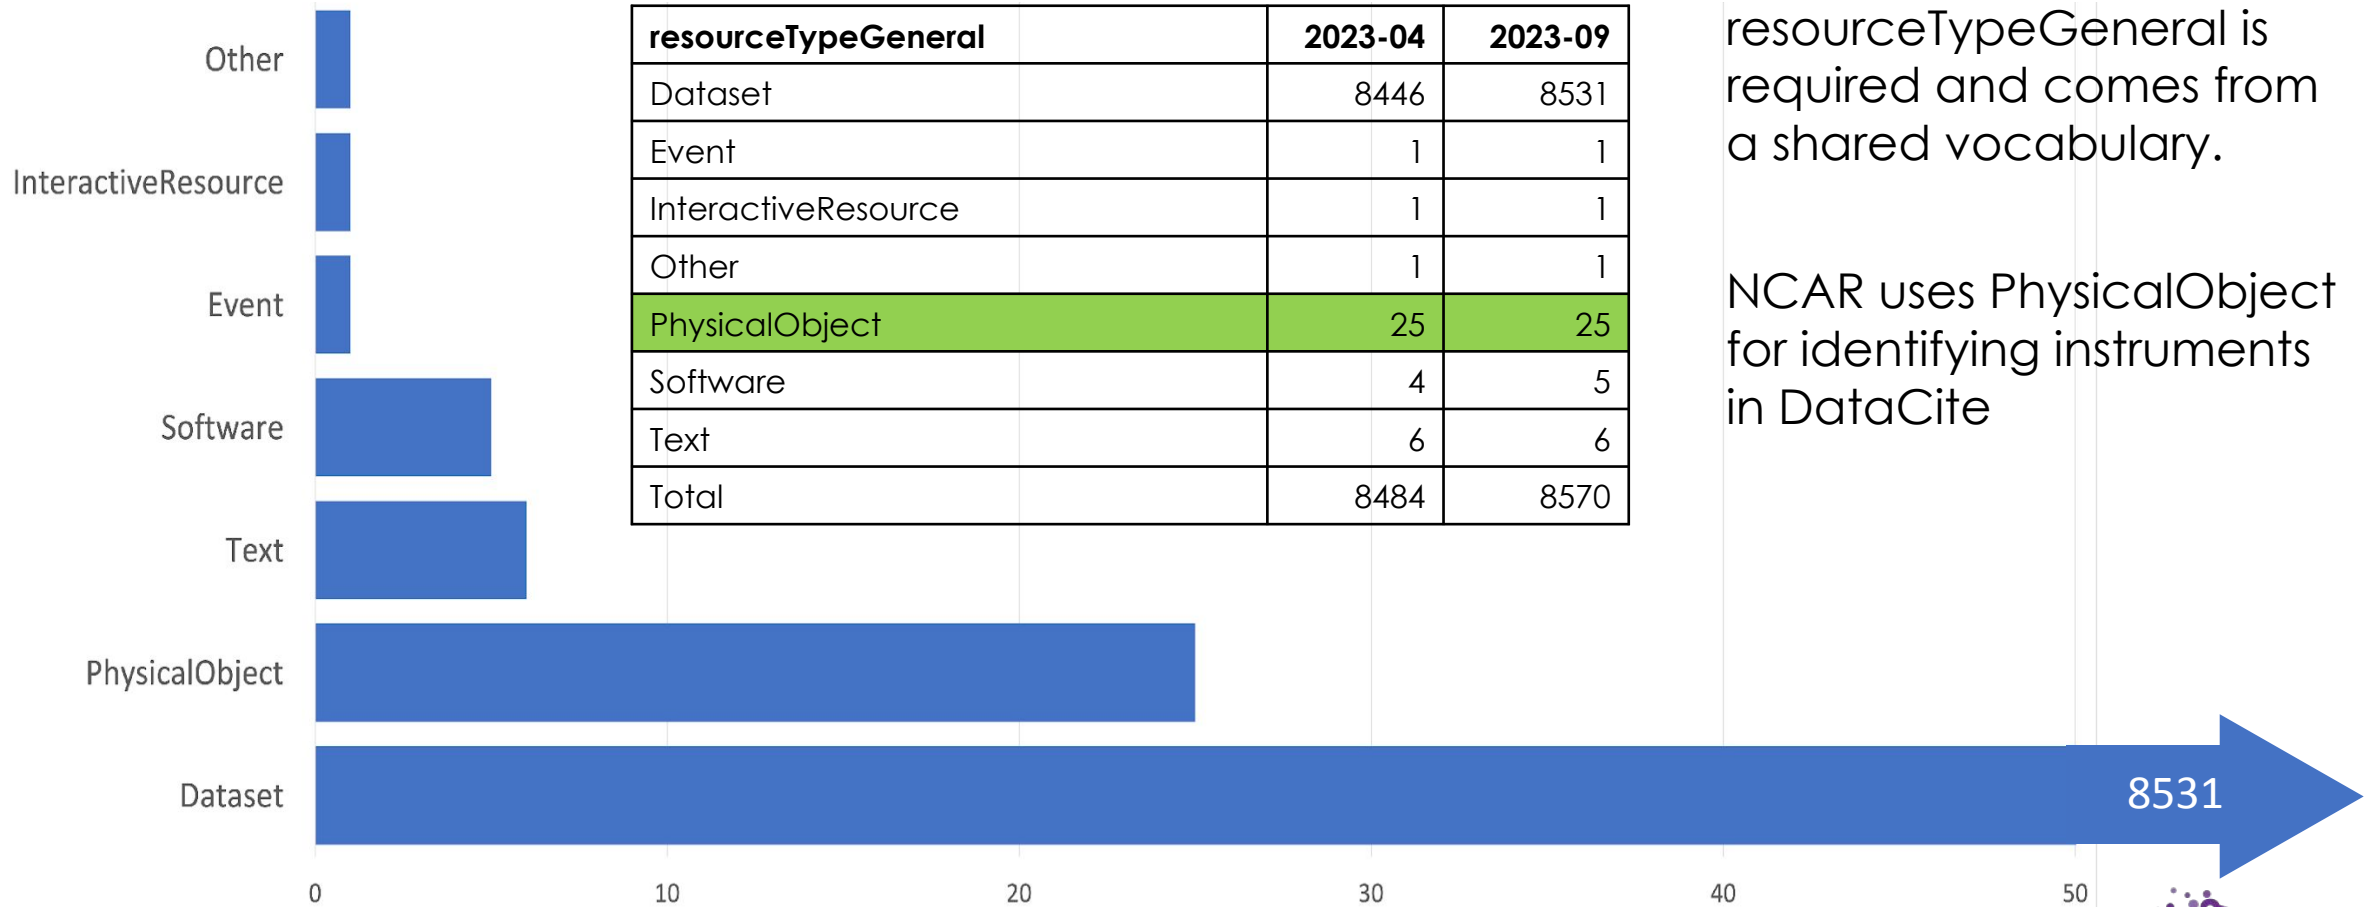 Other
InteractiveResource
Event
Software
Text
PhysicalObject
Dataset
8531
0 10 20 30 40 50
resourceTypeGeneral 2023-04 2023-09
Dataset 8446 8531
Event 1 1
InteractiveResource 1 1
Other 1 1
PhysicalObject 25 25
Software 4 5
Text 6 6
Total 8484 8570
resourceTypeGeneral is
required and comes from
a shared vocabulary.
NCAR uses PhysicalObject
for identifying instruments
in DataCite